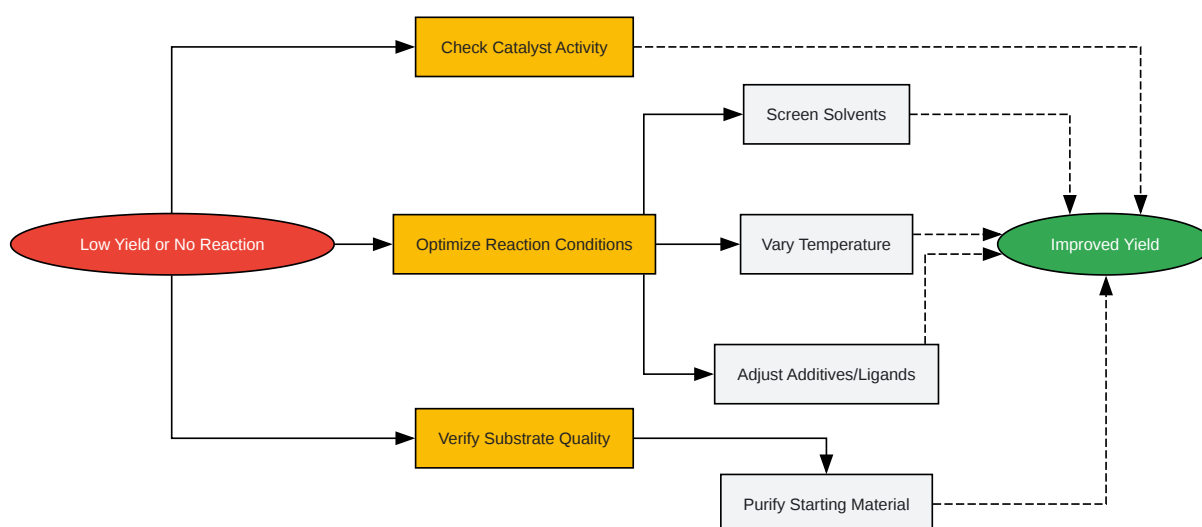 Check Catalyst Activity
Screen Solvents
Low Yield or No Reaction
Optimize Reaction Conditions
Vary Temperature
Improved Yield
Adjust Additives/Ligands
Verify Substrate Quality
Purify Starting Material